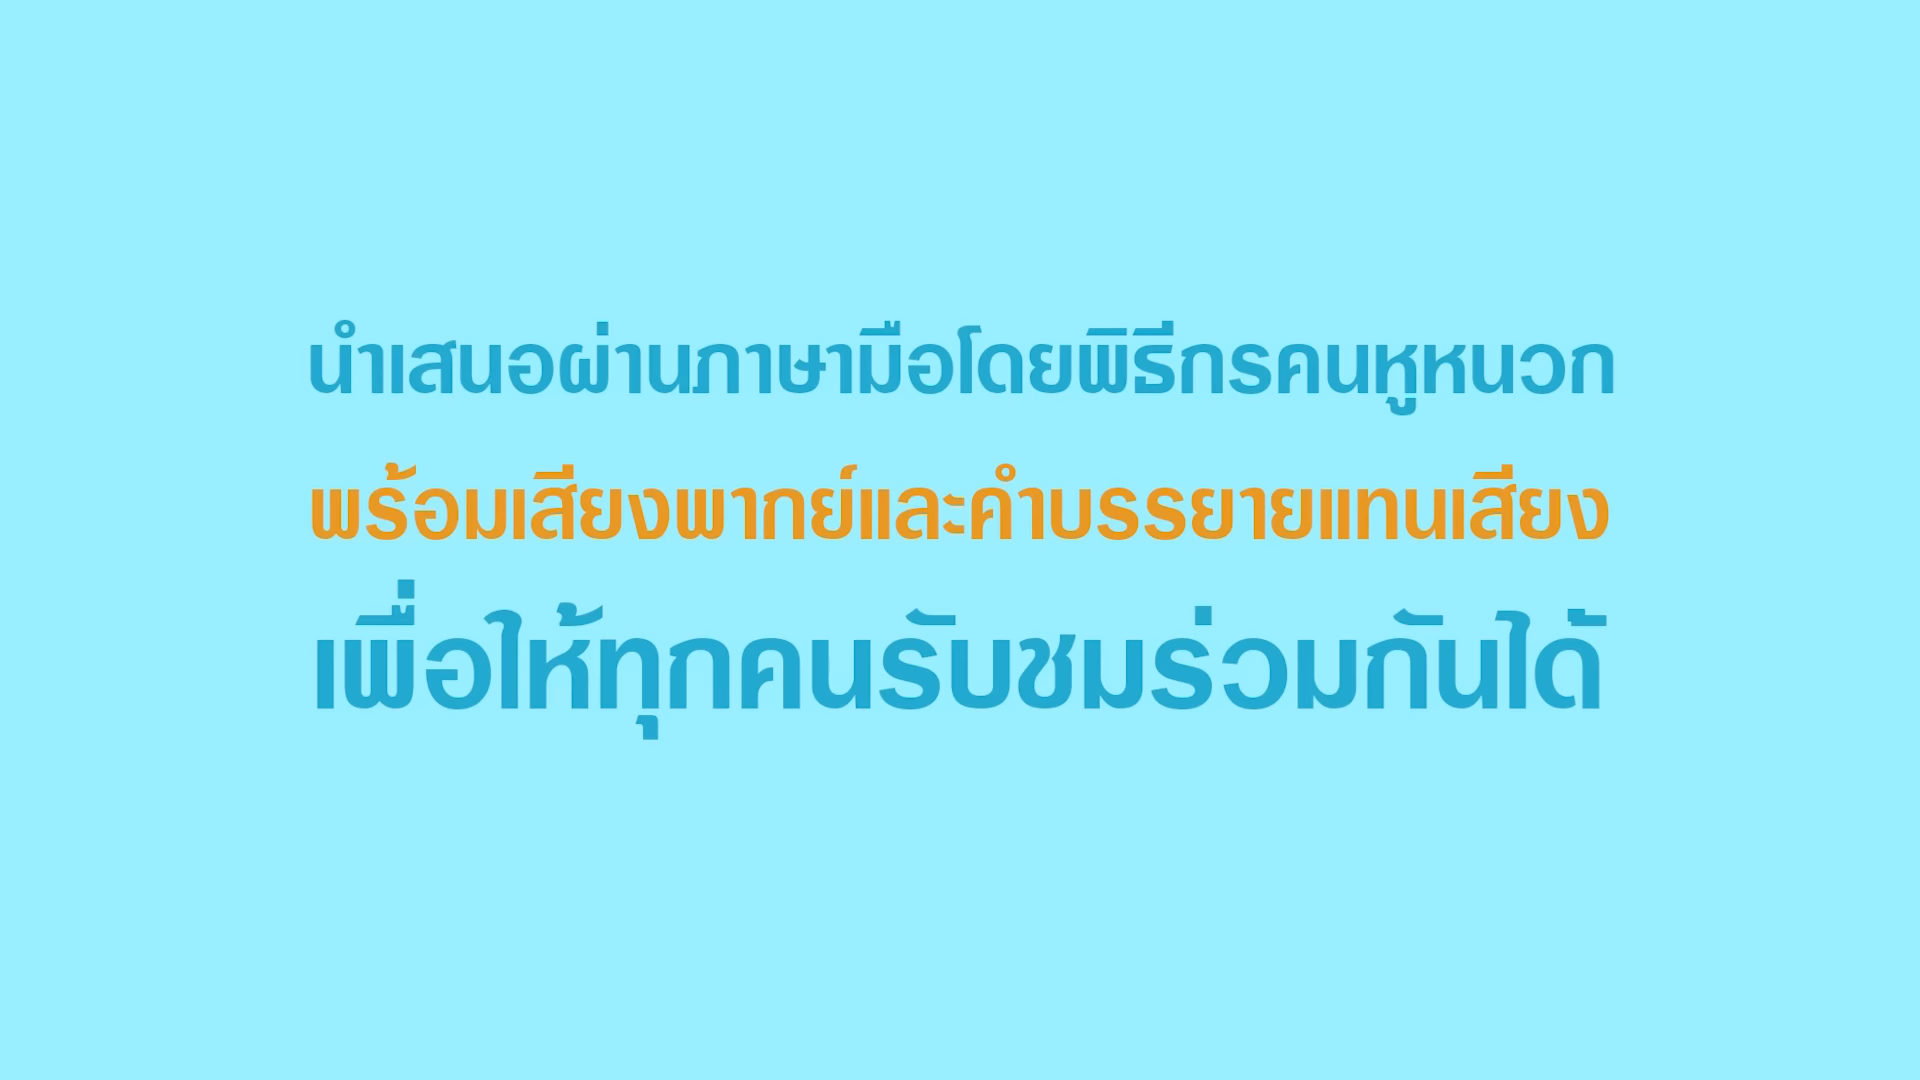 นำเสนอผ่านภาษามือโดยพิธีกรคนหูหนวก
พร้อมเสียงพากย์และคำบรรยายแทนเสียง
เพื่อให้ทุกคนรับชมร่วมกันได้